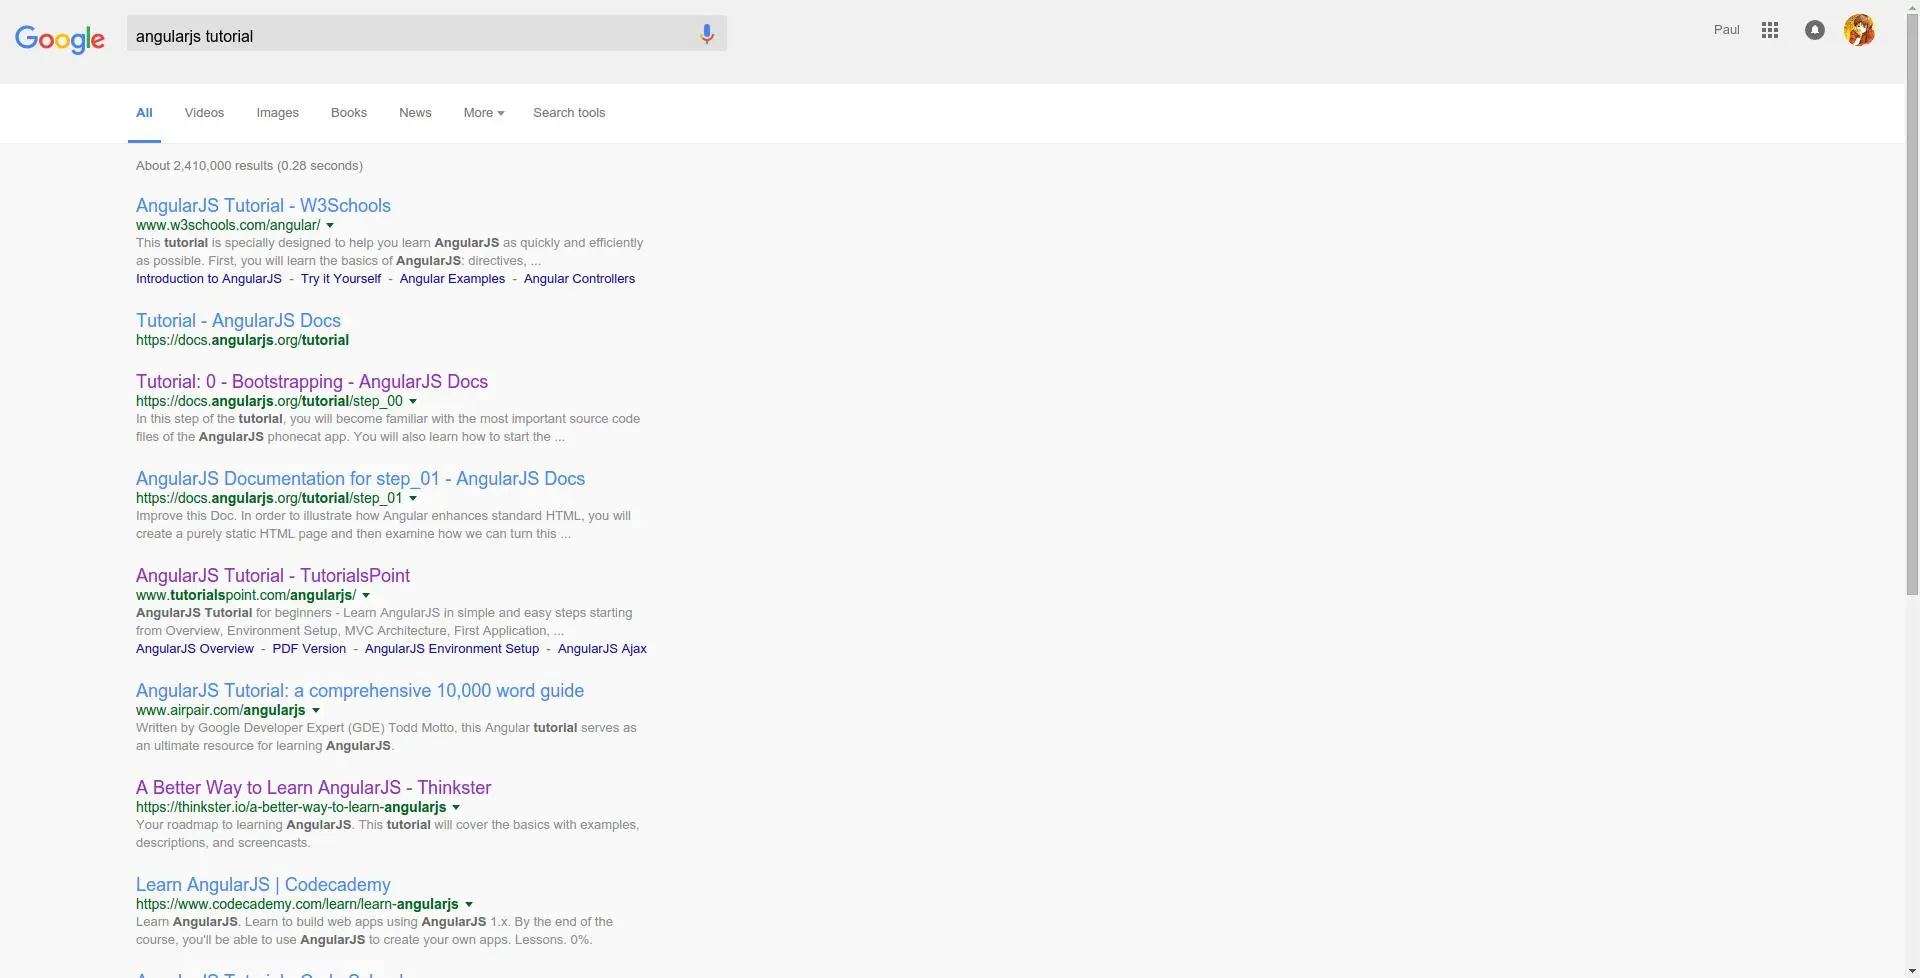 Google
angularjs tutorial
Paul
All Videos Images Books News More Search tools
About 2,410,000 results (0.28 seconds)
AngularJS Tutorial - W3Schools
www.w3schools.com/angular/
This tutorial is specially designed to help you learn AngularJS as quickly and efficiently
as possible. First, you will learn the basics of AngularJS: directives, ...
Introduction to AngularJS - Try it Yourself - Angular Examples - Angular Controllers
Tutorial - AngularJS Docs
https://docs.angularjs.org/tutorial
Tutorial: 0 - Bootstrapping - AngularJS Docs
https://docs.angularjs.org/tutorial/step_00
In this step of the tutorial, you will become familiar with the most important source code
files of the AngularJS phonecat app. You will also learn how to start the ...
AngularJS Documentation for step_01 - AngularJS Docs
https://docs.angularjs.org/tutorial/step_01
Improve this Doc. In order to illustrate how Angular enhances standard HTML, you will
create a purely static HTML page and then examine how we can turn this ...
AngularJS Tutorial - TutorialsPoint
www.tutorialspoint.com/angularjs/
AngularJS Tutorial for beginners - Learn AngularJS in simple and easy steps starting
from Overview, Environment Setup, MVC Architecture, First Application, ...
AngularJS Overview - PDF Version - AngularJS Environment Setup - AngularJS Ajax
AngularJS Tutorial: a comprehensive 10,000 word guide
www.airpair.com/angularjs
Written by Google Developer Expert (GDE) Todd Motto, this Angular tutorial serves as
an ultimate resource for learning AngularJS.
A Better Way to Learn AngularJS - Thinkster
https://thinkster.io/a-better-way-to-learn-angularjs
Your roadmap to learning AngularJS. This tutorial will cover the basics with examples,
descriptions, and screencasts.
Learn AngularJS | Codecademy
https://www.codecademy.com/learn/learn-angularjs
Learn AngularJS. Learn to build web apps using AngularJS 1.x. By the end of the
course, you'll be able to use AngularJS to create your own apps. Lessons. 0%.